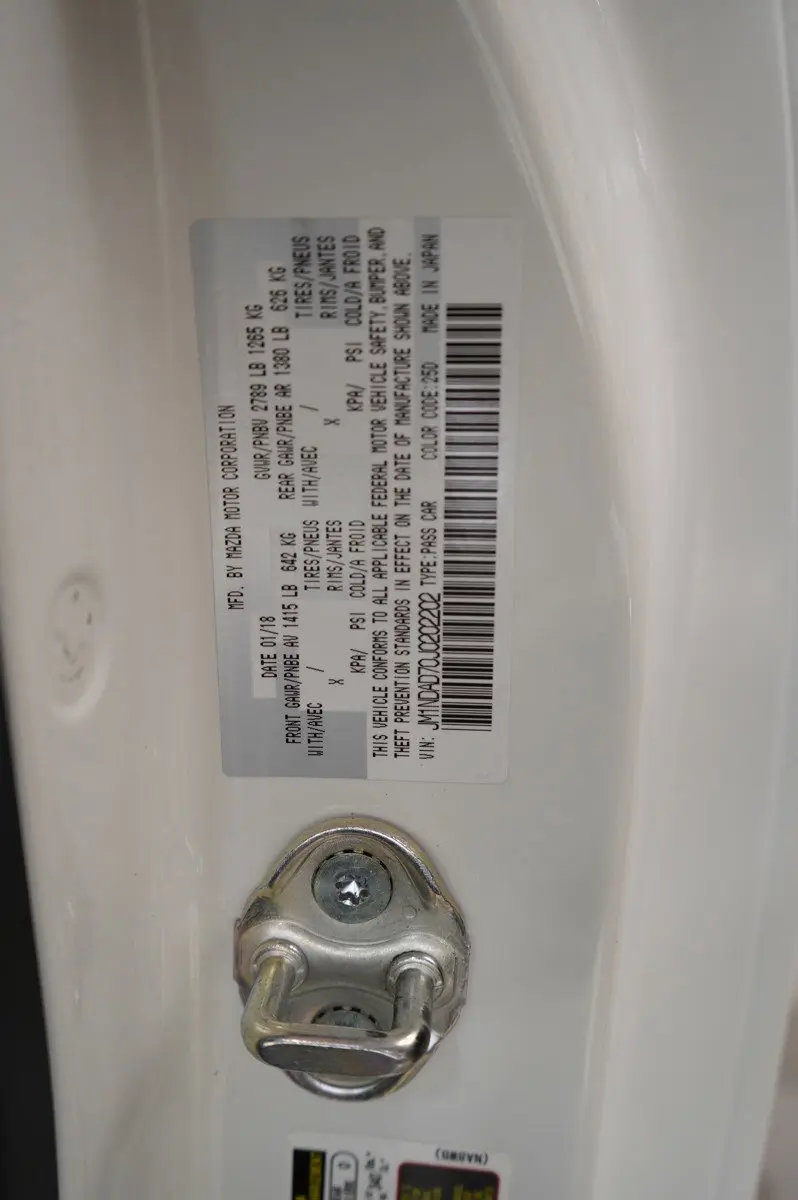 MFD. BY MAZDA MOTOR CORPORATION
DATE 01/18 GVWR/PNBV 2789 LB 1265 KG
FRONT GAWR/PNBE AV 1415 LB 642 KG REAR GAWR/PNBE AR 1380 LB 626 KG
WITH/AVEC / TIRES/PNEUS WITH/AVEC / TIRES/PNEUS
X RIMS/JANTES X RIMS/JANTES
KPA/ PSI COLD/A FROID KPA/ PSI COLD/A FROID
THIS VEHICLE CONFORMS TO ALL APPLICABLE FEDERAL MOTOR VEHICLE SAFETY, BUMPER, AND
THEFT PREVENTION STANDARDS IN EFFECT ON THE DATE OF MANUFACTURE SHOWN ABOVE.
VIN: JM1NDAD70J0202202 TYPE:PASS CAR COLOR CODE:25D MADE IN JAPAN
(NA8WD)